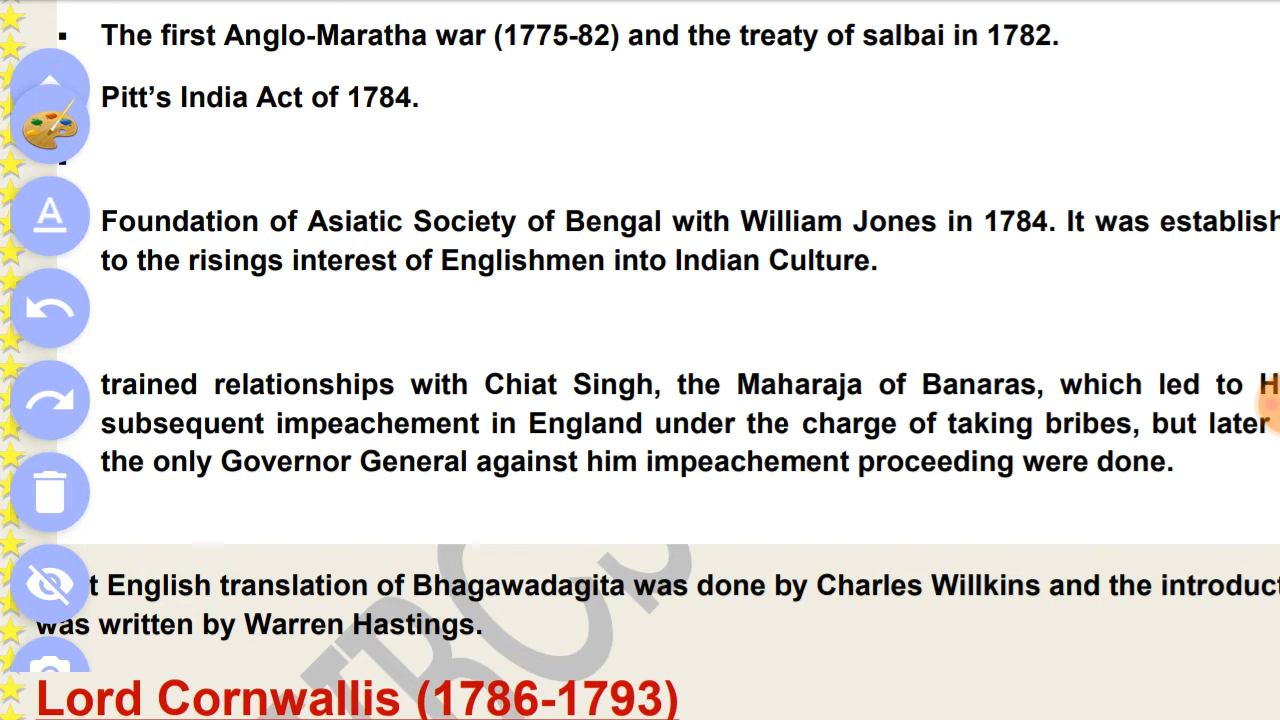 The first Anglo-Maratha war (1775-82) and the treaty of salbai in 1782.
Pitt's India Act of 1784.
Foundation of Asiatic Society of Bengal with William Jones in 1784. It was establish
to the risings interest of Englishmen into Indian Culture.
trained relationships with Chiat Singh, the Maharaja of Banaras, which led to H
subsequent impeachement in England under the charge of taking bribes, but later
the only Governor General against him impeachement proceeding were done.
t English translation of Bhagawadagita was done by Charles Willkins and the introduct
was written by Warren Hastings.
Lord Cornwallis (1786-1793)